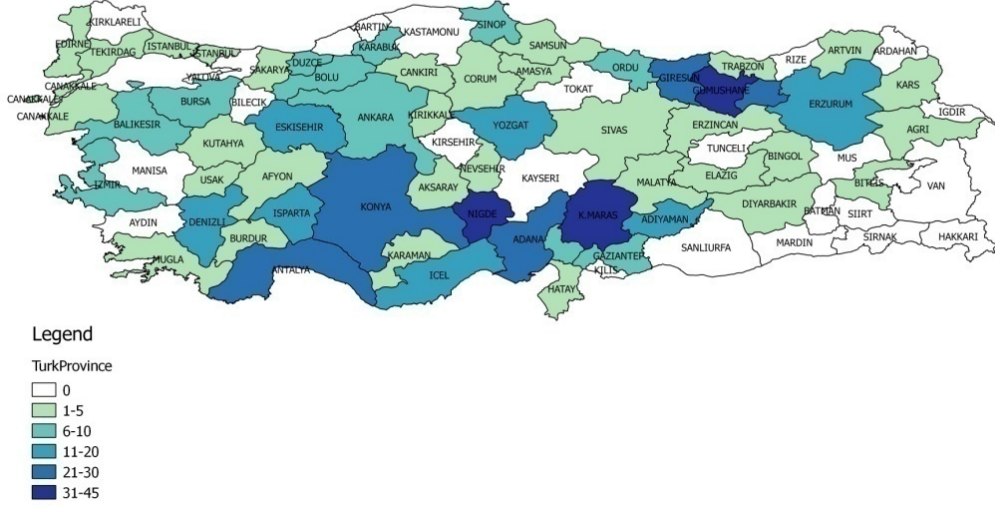 KIRKLARELI
BARTIN
KASTAMONU
SINOP
EDIRNE
TEKIRDAG
ISTANBUL
ISTANBUL
KARABUK
SAMSUN
ARTVIN
ARDAHAN
DUZCE
SAKARYA
BOLU
CANKIRI
CORUM
AMASYA
ORDU
TRABZON
RIZE
GIRESUN
GUMUSHANE
YALOVA
CANAKKALE
CANAKKALE
CANAKKALE
BURSA
BILECIK
TOKAT
KARS
ERZURUM
IGDIR
BALIKESIR
ESKISEHIR
ANKARA
KIRIKKALE
YOZGAT
SIVAS
ERZINCAN
AGRI
KUTAHYA
KIRSEHIR
TUNCELI
BINGOL
MUS
MANISA
USAK
AFYON
NEVSEHIR
KAYSERI
MALATYA
ELAZIG
BITLIS
VAN
IZMIR
AKSARAY
KONYA
NIGDE
K.MARAS
ADIYAMAN
DIYARBAKIR
BATMAN
SIIRT
AYDIN
DENIZLI
ISPARTA
BURDUR
ADANA
SANLIURFA
MARDIN
SIRNAK
HAKKARI
MUGLA
ANTALYA
KARAMAN
ICEL
GAZIANTEP
KILIS
HATAY
Legend
TurkProvince
0
1-5
6-10
11-20
21-30
31-45